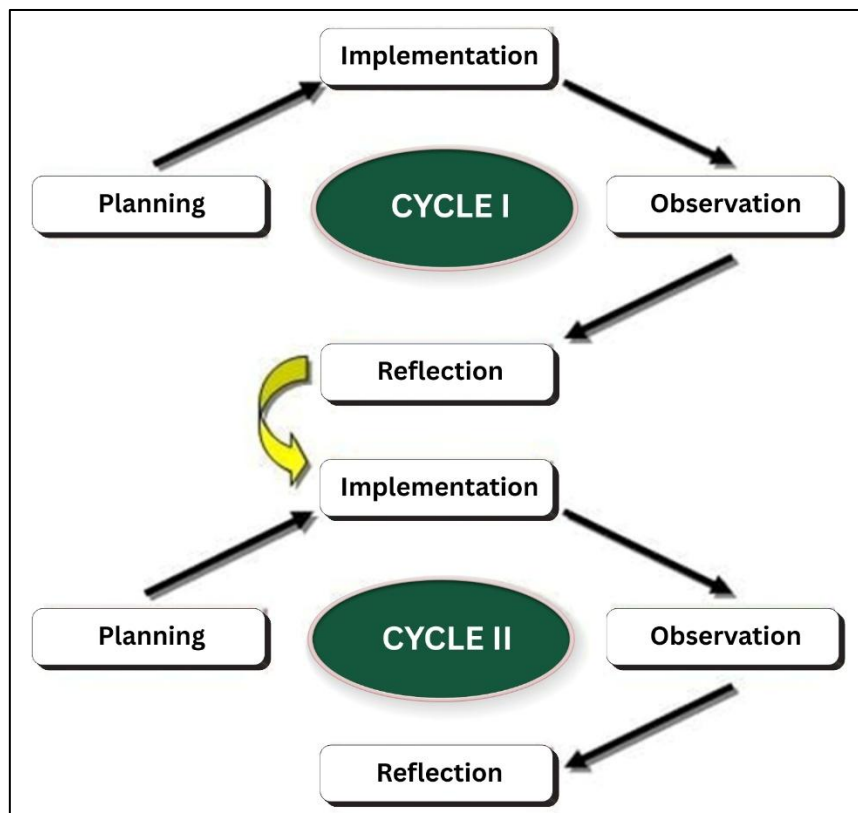 Implementation
Planning
CYCLE I
Observation
Reflection
Implementation
Planning
CYCLE II
Observation
Reflection